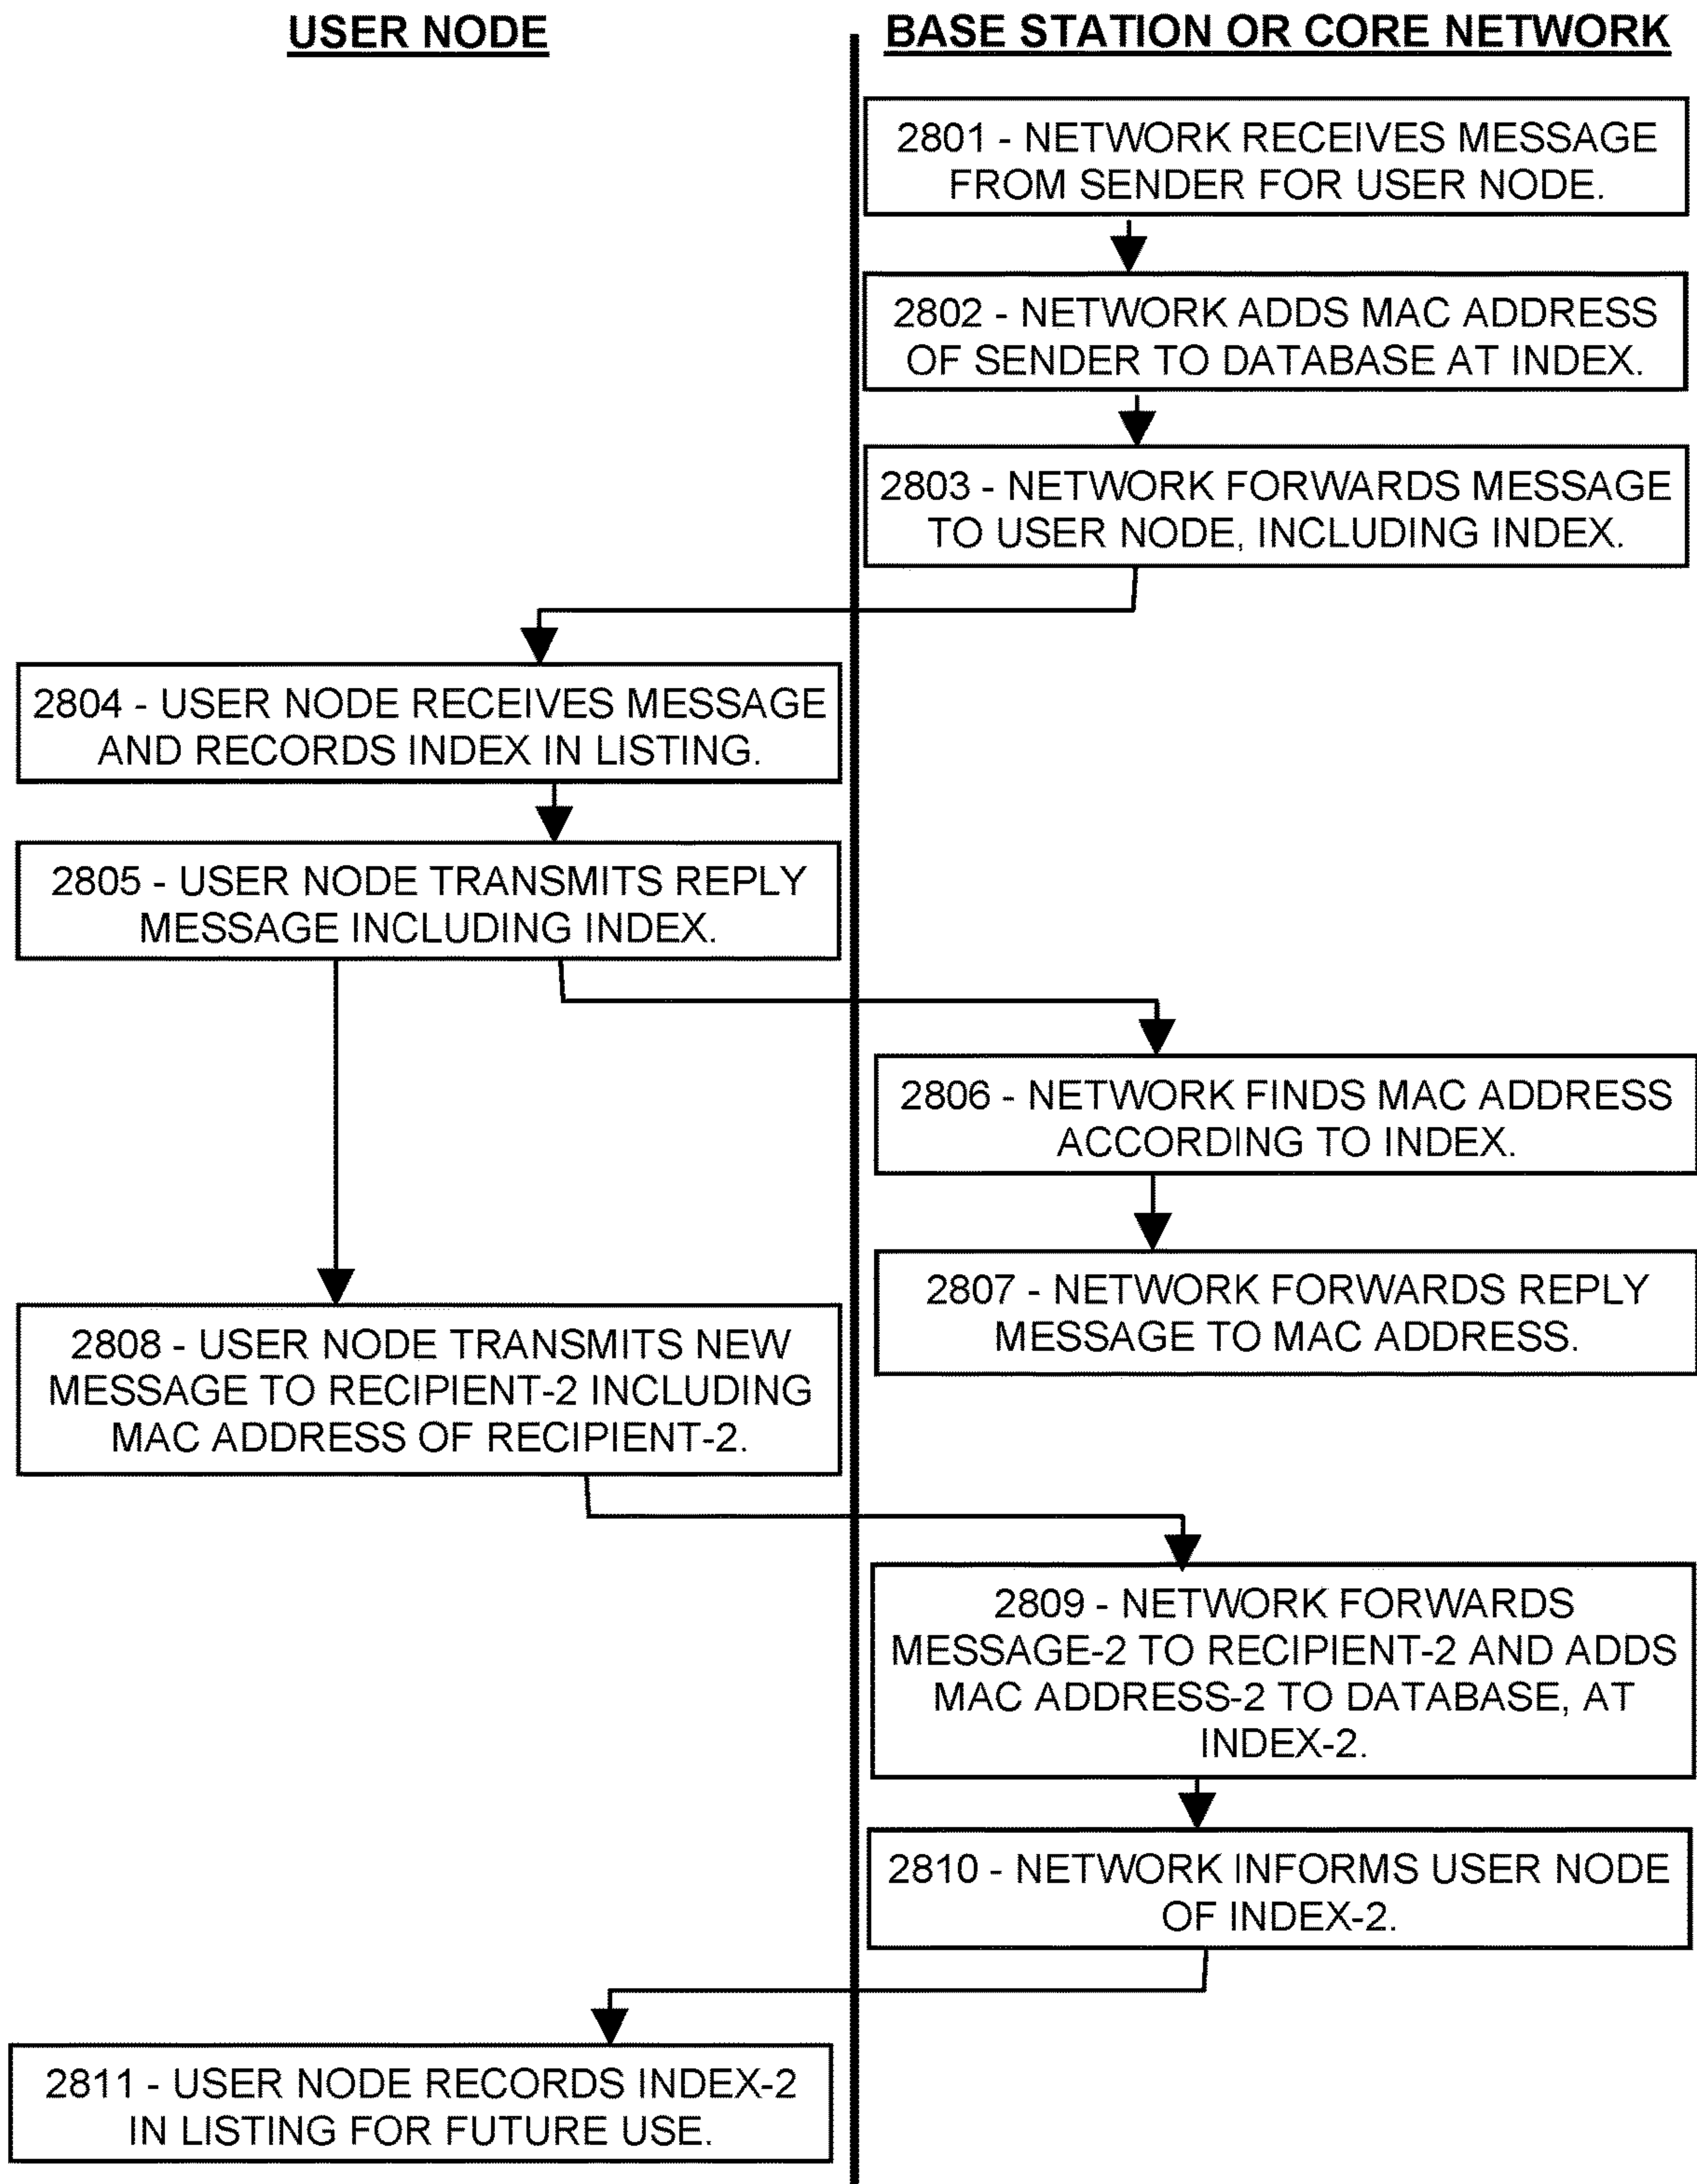 USER NODE
BASE STATION OR CORE NETWORK
2801 - NETWORK RECEIVES MESSAGE
FROM SENDER FOR USER NODE.
2802 - NETWORK ADDS MAC ADDRESS
OF SENDER TO DATABASE AT INDEX.
2803 - NETWORK FORWARDS MESSAGE
TO USER NODE, INCLUDING INDEX.
2804 - USER NODE RECEIVES MESSAGE
AND RECORDS INDEX IN LISTING.
2805 - USER NODE TRANSMITS REPLY
MESSAGE INCLUDING INDEX.
2806 - NETWORK FINDS MAC ADDRESS
ACCORDING TO INDEX.
2807 - NETWORK FORWARDS REPLY
MESSAGE TO MAC ADDRESS.
2808 - USER NODE TRANSMITS NEW
MESSAGE TO RECIPIENT-2 INCLUDING
MAC ADDRESS OF RECIPIENT-2.
2809 - NETWORK FORWARDS
MESSAGE-2 TO RECIPIENT-2 AND ADDS
MAC ADDRESS-2 TO DATABASE, AT
INDEX-2.
2810 - NETWORK INFORMS USER NODE
OF INDEX-2.
2811 - USER NODE RECORDS INDEX-2
IN LISTING FOR FUTURE USE.